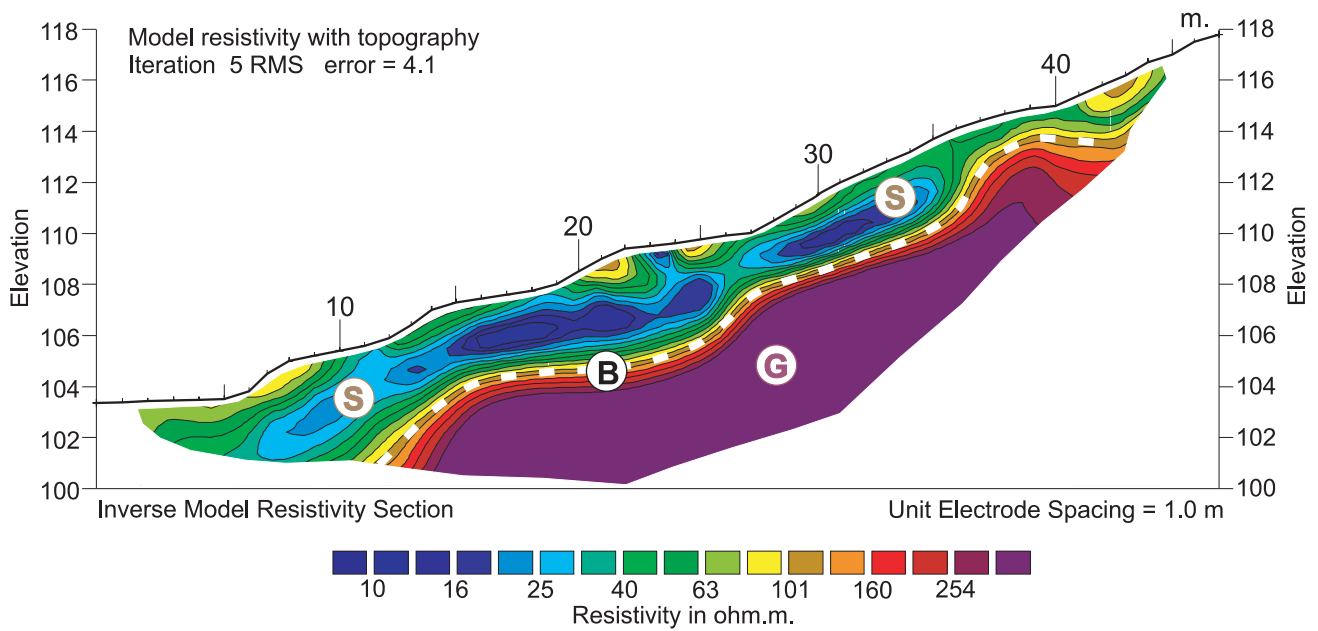 Model resistivity with topography
Iteration 5 RMS error = 4.1
m.
118
116
114
112
110
108
106
104
102
100
Elevation
10
20
30
40
S
B
G
S
118
116
114
112
110
108
106
104
102
100
Elevation
Inverse Model Resistivity Section
Unit Electrode Spacing = 1.0 m
10 16 25 40 63 101 160 254
Resistivity in ohm.m.